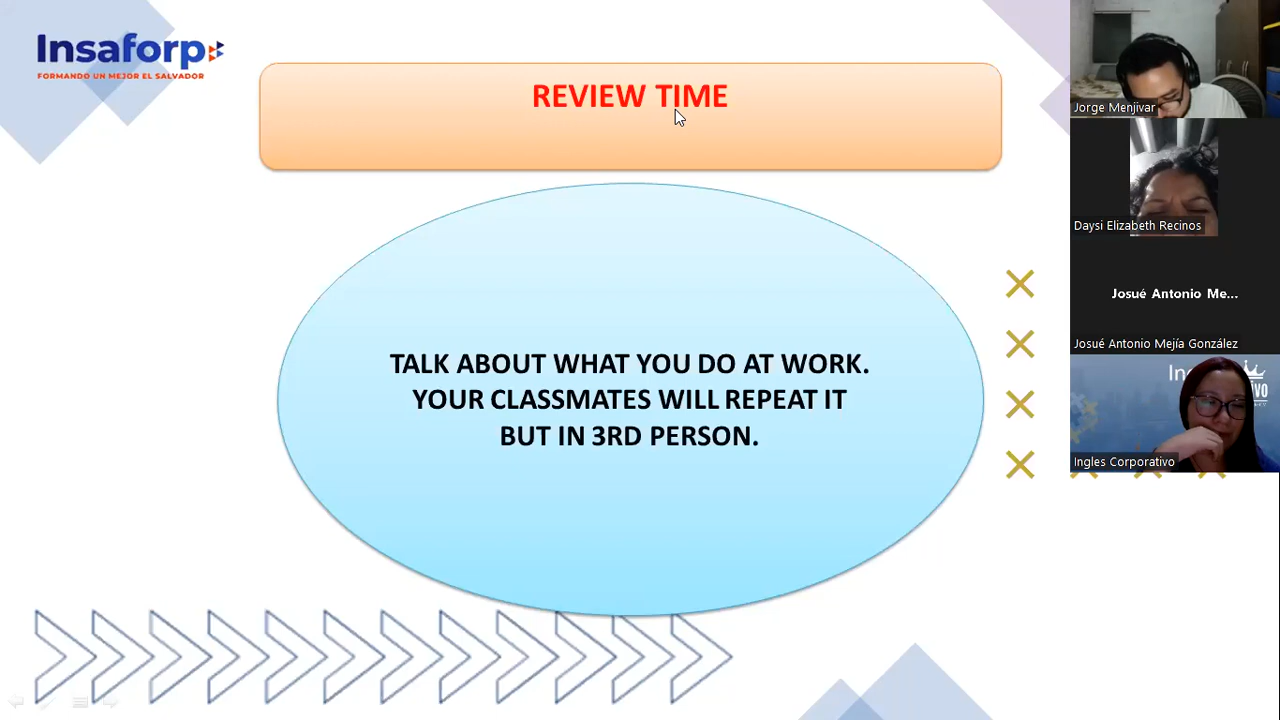 Insaforp
FORMANDO UN MEJOR EL SALVADOR
REVIEW TIME
TALK ABOUT WHAT YOU DO AT WORK.
YOUR CLASSMATES WILL REPEAT IT
BUT IN 3RD PERSON.
Jorge Menjivar
Daysi Elizabeth Recinos
Josué Antonio Me...
Josué Antonio Mejía González
Ingles Corporativo